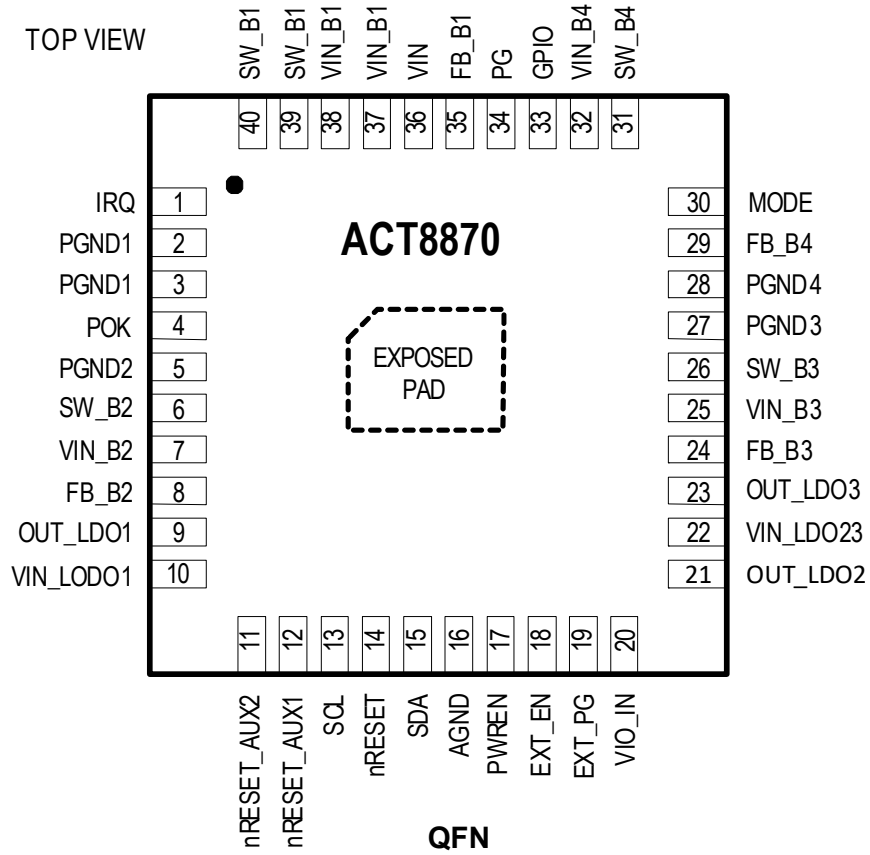 TOP VIEW
SW_B1
SW_B1
VIN_B1
VIN_B1
VIN
FB_B1
PG
GPIO
VIN_B4
SW_B4
40
39
38
37
36
35
34
33
32
31
IRQ 1
PGND1 2
PGND1 3
POK 4
PGND2 5
SW_B2 6
VIN_B2 7
FB_B2 8
OUT_LDO1 9
VIN_LODO1 10
ACT8870
EXPOSED
PAD
30 MODE
29 FB_B4
28 PGND4
27 PGND3
26 SW_B3
25 VIN_B3
24 FB_B3
23 OUT_LDO3
22 VIN_LDO23
21 OUT_LDO2
11
12
13
14
15
16
17
18
19
20
nRESET_AUX2
nRESET_AUX1
SCL
nRESET
SDA
AGND
PWREN
EXT_EN
EXT_PG
VIO_IN
QFN